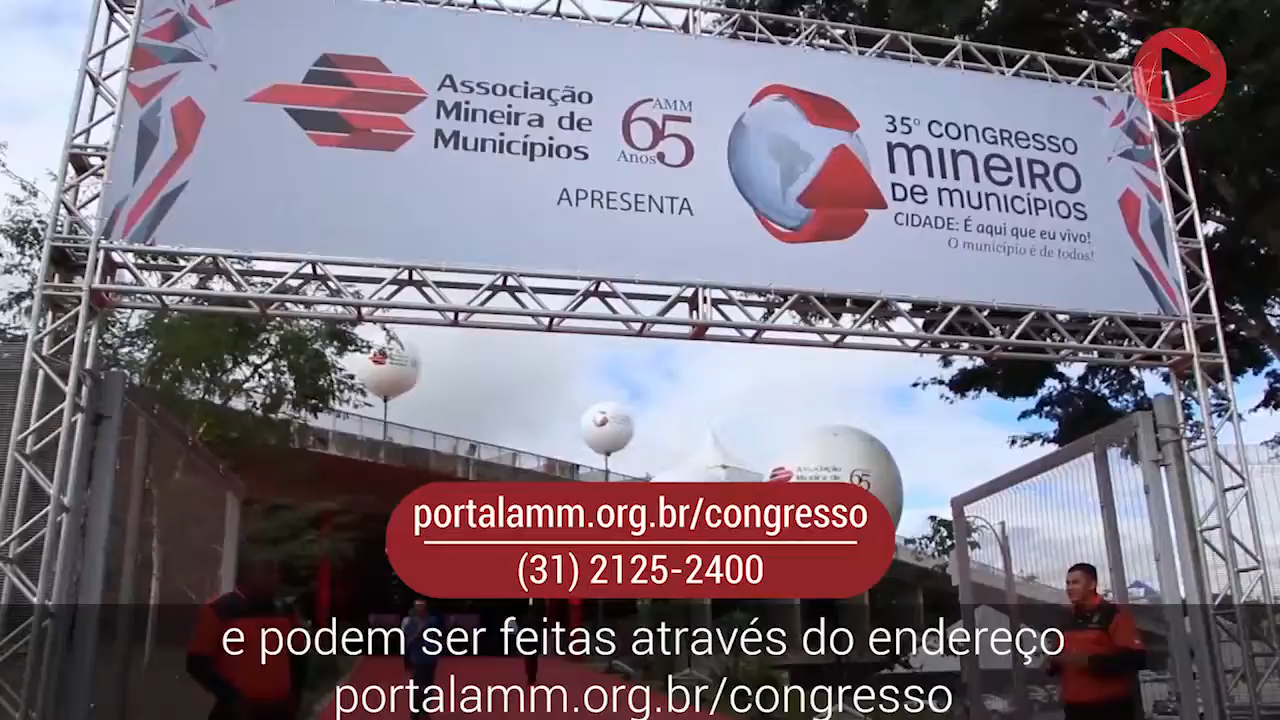 Associação
Mineira de
Municípios
AMM
65
Anos
APRESENTA
35º CONGRESSO
MINEIRO
DE MUNICÍPIOS
CIDADE: É aqui que eu vivo!
O município é de todos!
Associação
65
portalamm.org.br/congresso
(31) 2125-2400
e podem ser feitas através do endereço
portalamm.org.br/congresso